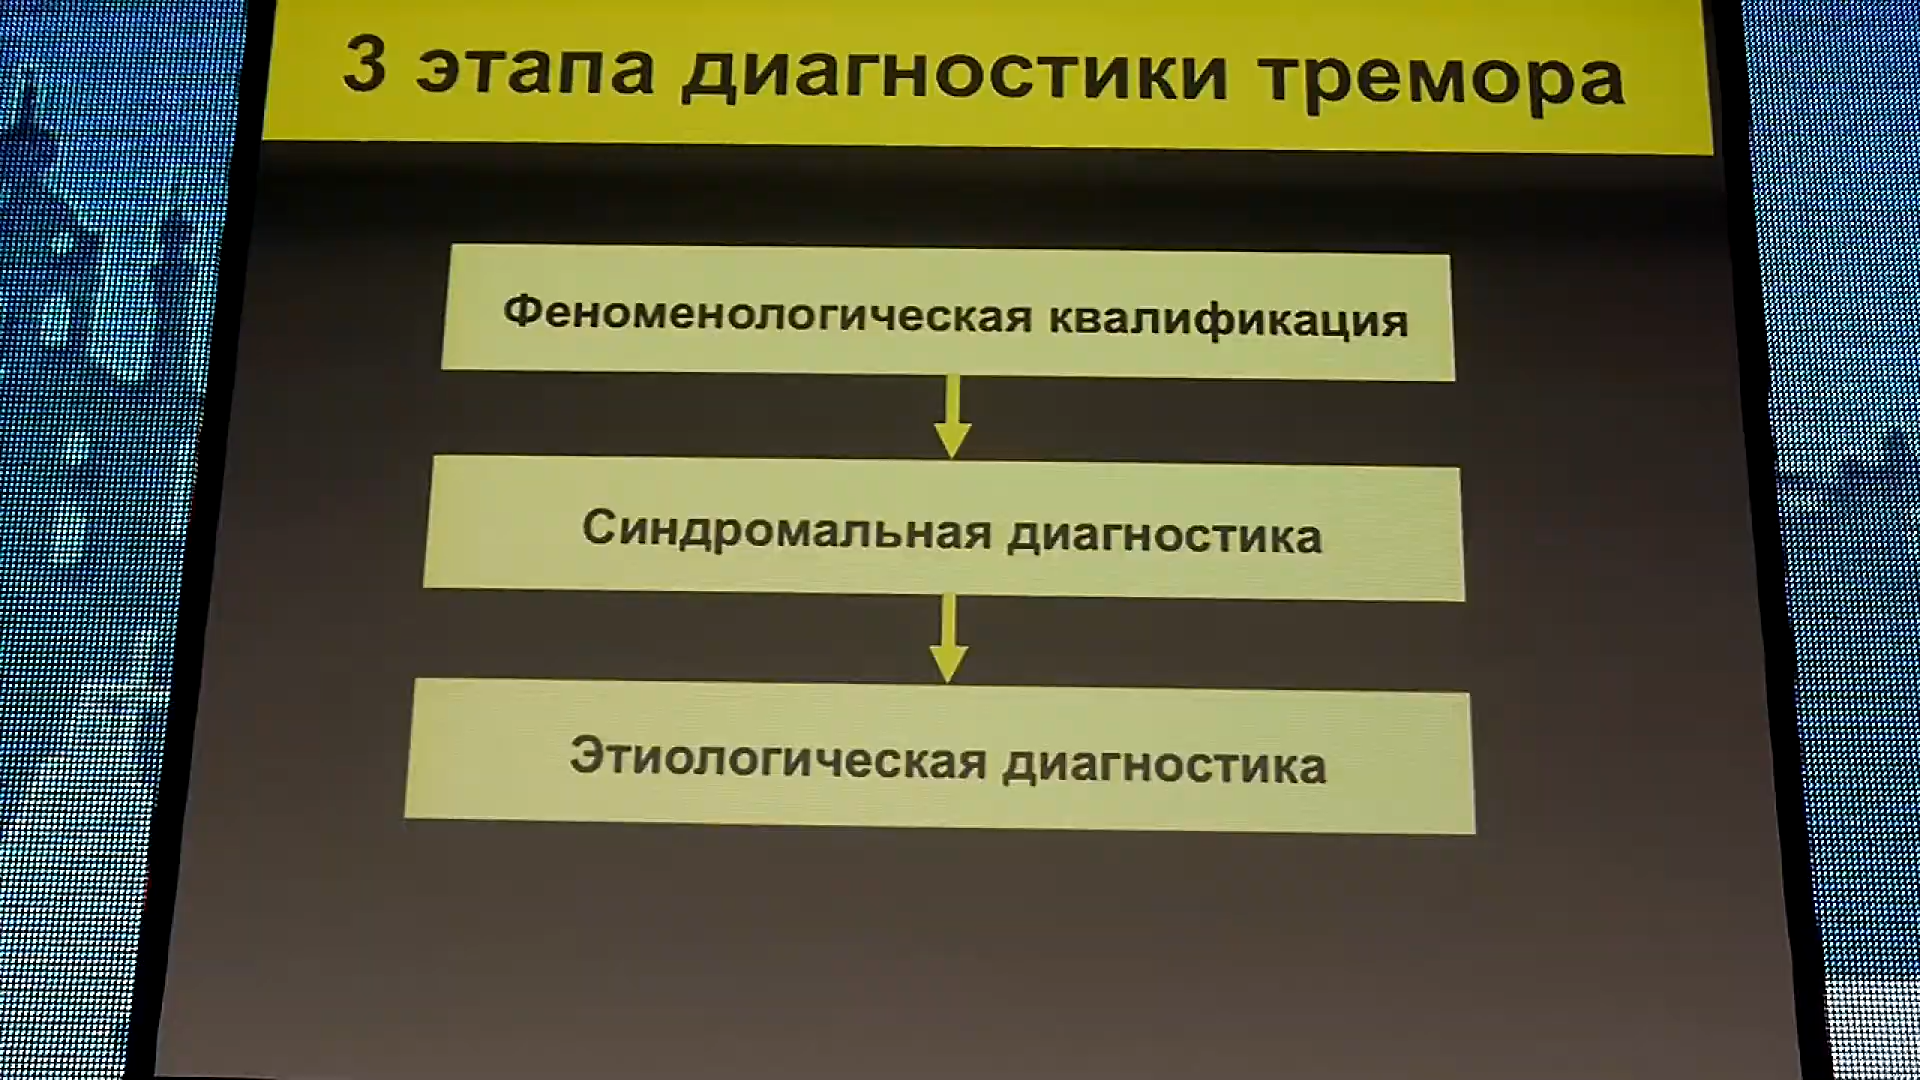 3 этапа диагностики тремора
Феноменологическая квалификация
Синдромальная диагностика
Этиологическая диагностика